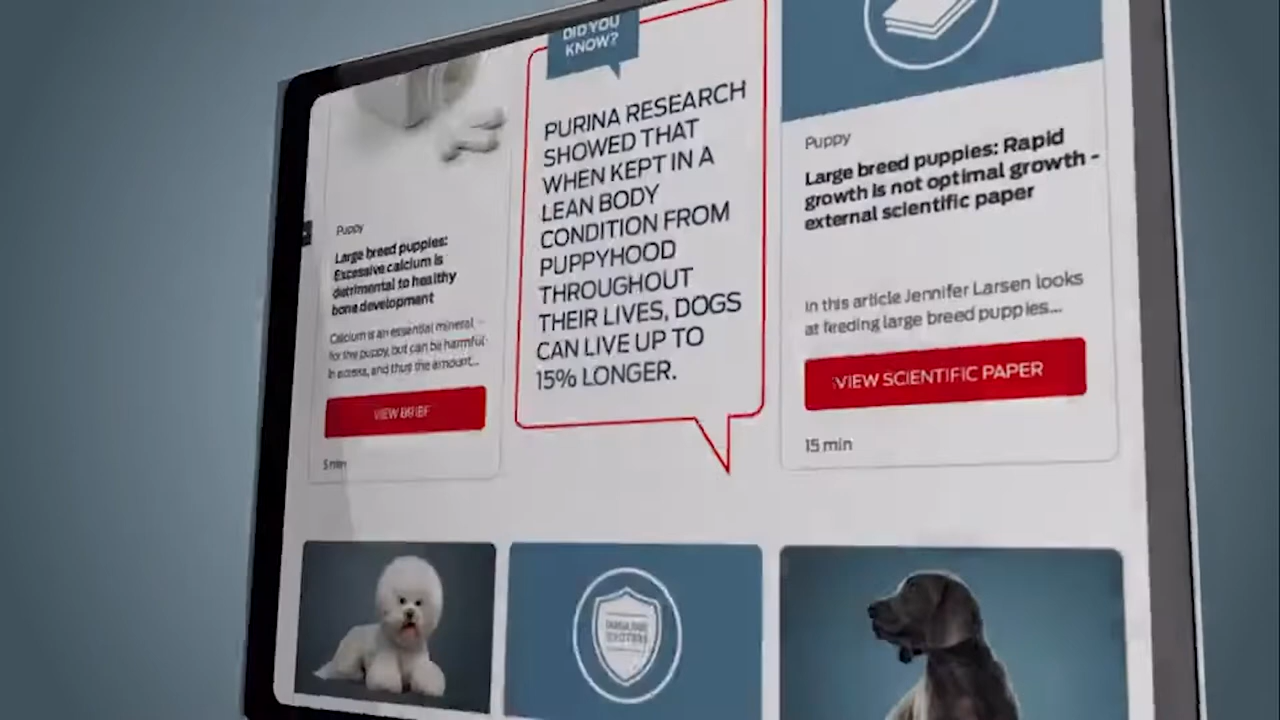 Puppy
Large breed puppies:
Excessive calcium is
detrimental to healthy
bone development
Calcium is an essential mineral
for the puppy, but can be harmful
in excess, and thus the amount...
VIEW BRIEF
5 min
DID YOU
KNOW?
PURINA RESEARCH
SHOWED THAT
WHEN KEPT IN A
LEAN BODY
CONDITION FROM
PUPPYHOOD
THROUGHOUT
THEIR LIVES, DOGS
CAN LIVE UP TO
15% LONGER.
Puppy
Large breed puppies: Rapid
growth is not optimal growth -
external scientific paper
In this article Jennifer Larsen looks
at feeding large breed puppies...
VIEW SCIENTIFIC PAPER
15 min